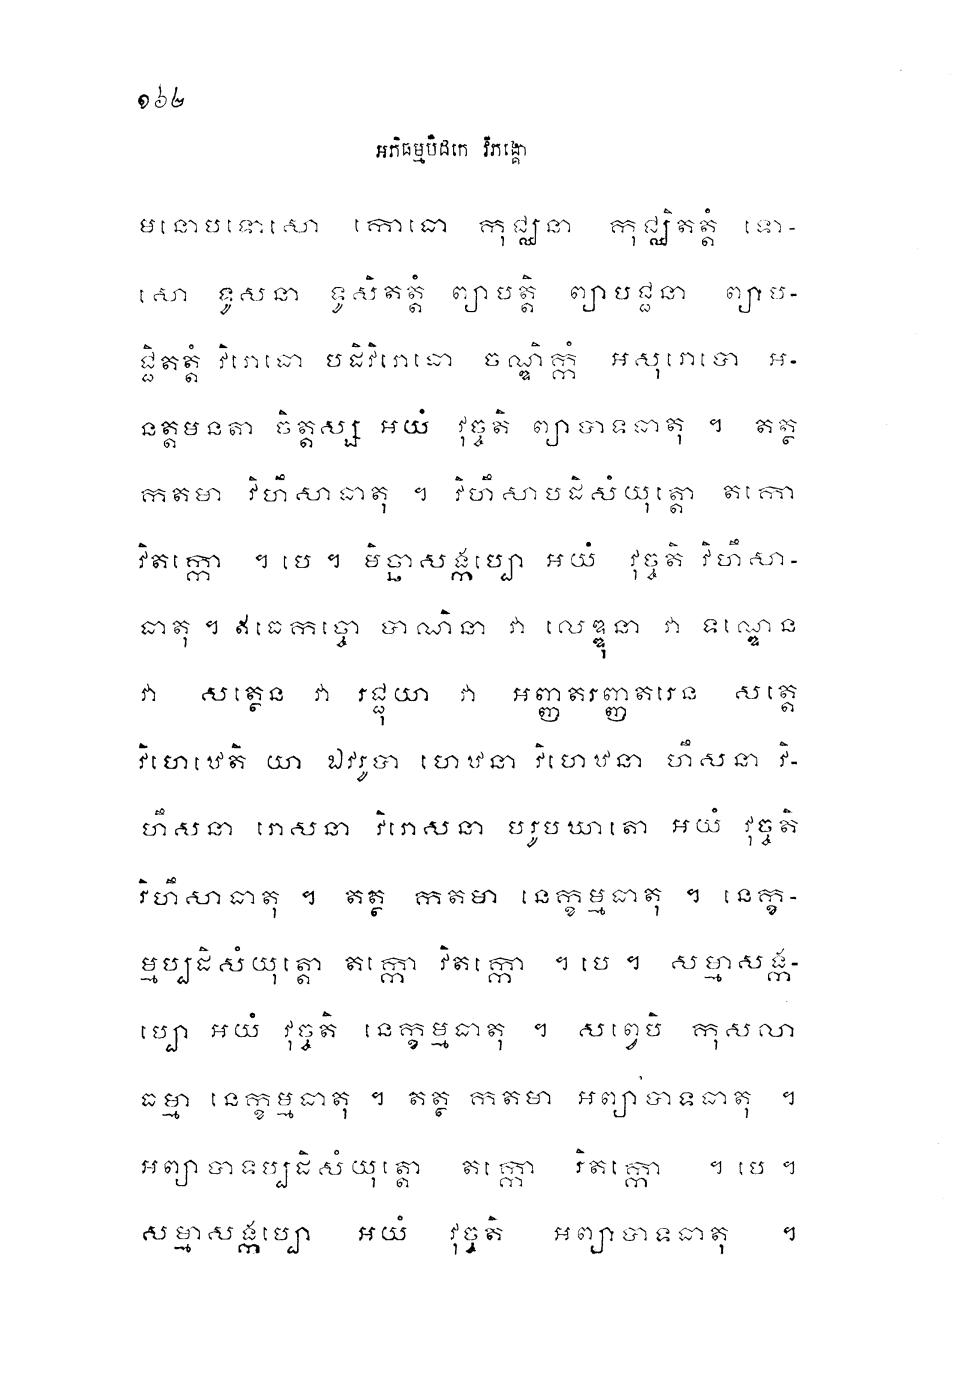 ១៦២
អភិធម្មបិដកេ វិភង្គោ
មនោបទោសោ កោធោ កុជ្ឈនា កុជ្ឈិតត្តំ ទោ-
សោ ទូសនា ទូសិតត្តំ ព្យាបត្តិ ព្យាបជ្ជនា ព្យាប-
ជ្ជិតត្តំ វិរោធោ បដិវិរោធោ ចណ្ឌិក្កំ អសុរោបោ អ-
នត្តមនតា ចិត្តស្ស អយំ វុច្ចតិ ព្យាបាទធាតុ ។ តត្ថ
កតមា វិហឹសាធាតុ ។ វិហឹសាបដិសំយុត្តោ តក្កោ
វិតក្កោ ។ បេ ។ មិច្ឆាសង្កប្បោ អយំ វុច្ចតិ វិហឹសា-
ធាតុ ។ ឥធេកច្ចោ បាណិនា វា លេឌ្ឌុនា វា ទណ្ឌេន
វា សត្ថេន វា រជ្ជុយា វា អញ្ញតរញ្ញតរេន សត្តេ
វិហេឋេតិ យា ឯវរូបា ហេឋនា វិហេឋនា ហឹសនា វិ-
ហឹសនា រោសនា វិរោសនា បរូបឃាតោ អយំ វុច្ចតិ
វិហឹសាធាតុ ។ តត្ថ កតមា នេក្ខម្មធាតុ ។ នេក្ខ-
ម្មប្បដិសំយុត្តោ តក្កោ វិតក្កោ ។ បេ ។ សម្មាសង្ក-
ប្បោ អយំ វុច្ចតិ នេក្ខម្មធាតុ ។ សព្វេបិ កុសលា
ធម្មា នេក្ខម្មធាតុ ។ តត្ថ កតមា អព្យាបាទធាតុ ។
អព្យាបាទប្បដិសំយុត្តោ តក្កោ វិតក្កោ ។ បេ ។
សម្មាសង្កប្បោ អយំ វុច្ចតិ អព្យាបាទធាតុ ។